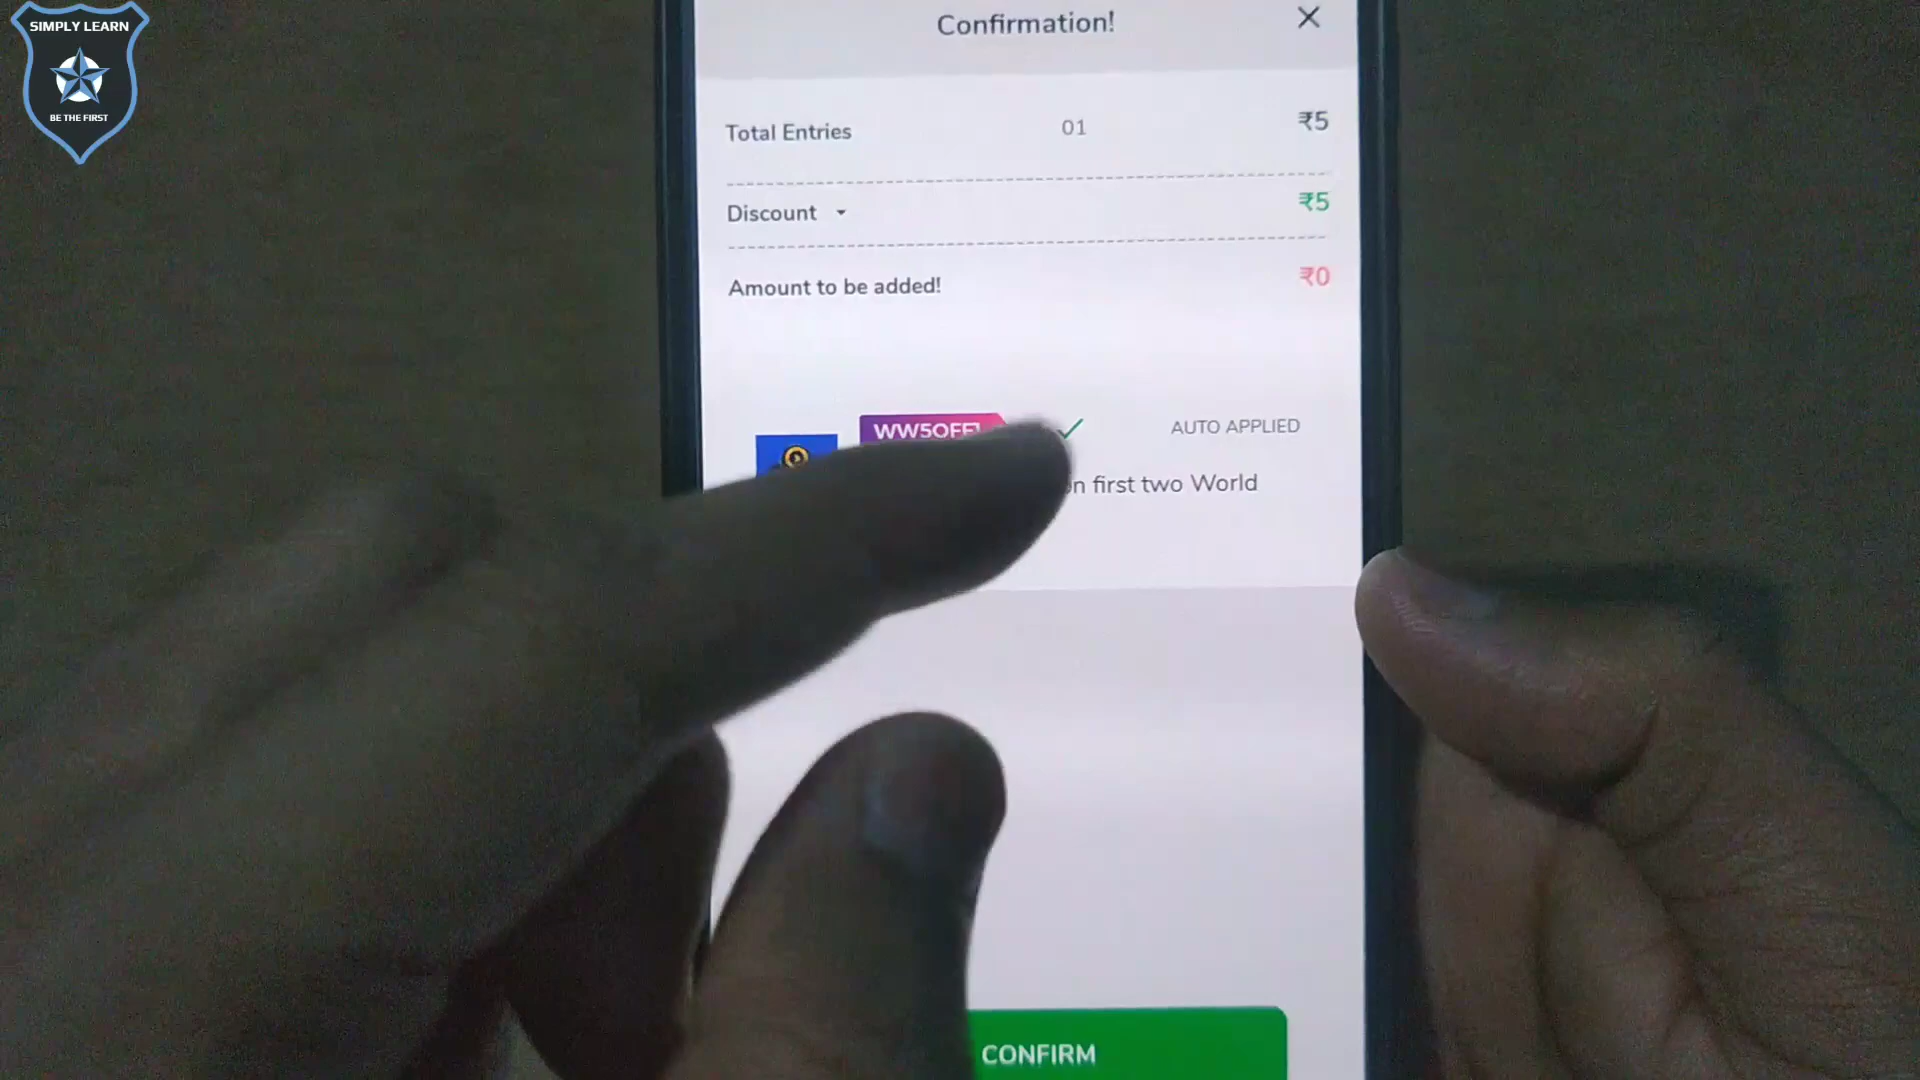 SIMPLY LEARN
BE THE FIRST
Confirmation!
Total Entries 01 ₹5
Discount ₹5
Amount to be added! ₹0
AUTO APPLIED
first two World
CONFIRM